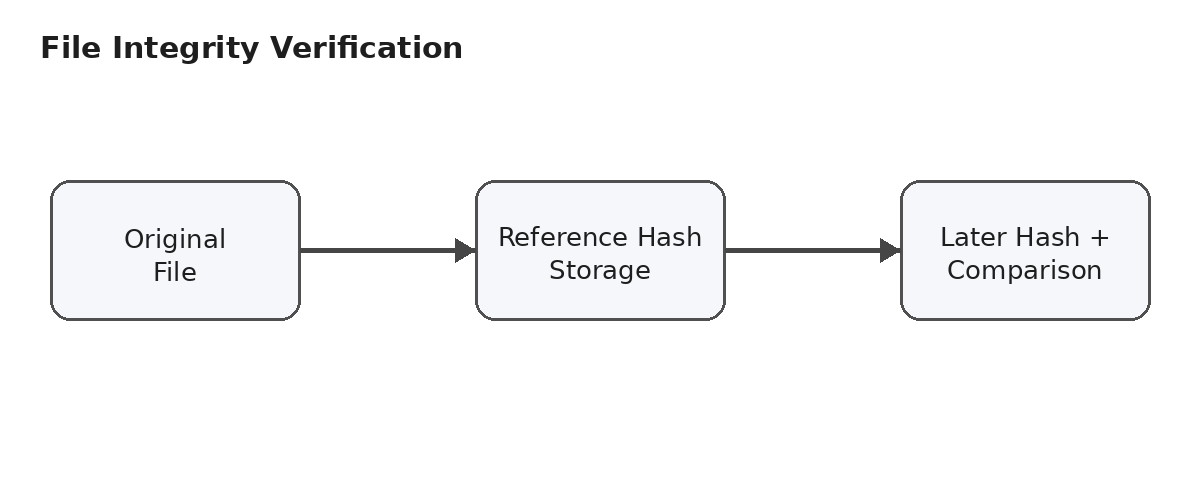 File Integrity Verification
Original
File
Reference Hash
Storage
Later Hash +
Comparison